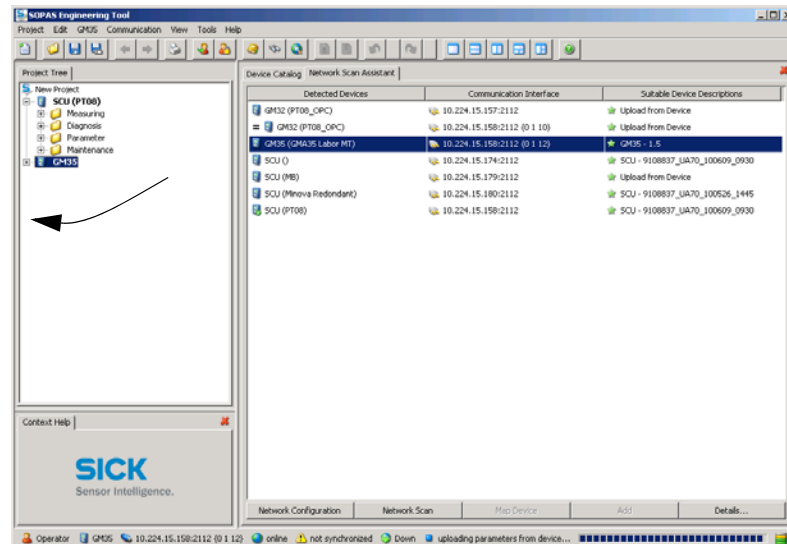 SOPAS Engineering Tool
Project Edit GM35 Communication View Tools Help
Project Tree
New Project
SCU (PT08)
Measuring
Diagnosis
Parameter
Maintenance
GM35
Device Catalog Network Scan Assistant
Detected Devices Communication Interface Suitable Device Descriptions
GM32 (PT08_OPC) 10.224.15.157:2112 Upload from Device
= GM32 (PT08_OPC) 10.224.15.158:2112 {0 1 10} Upload from Device
GM35 (GMA35 Labor MT) 10.224.15.158:2112 {0 1 12} GM35 - 1.5
SCU () 10.224.15.174:2112 SCU - 9108837_UA70_100609_0930
SCU (MB) 10.224.15.179:2112 Upload from Device
SCU (Minova Redondant) 10.224.15.180:2112 SCU - 9108837_UA70_100526_1445
SCU (PT08) 10.224.15.158:2112 SCU - 9108837_UA70_100609_0930
Context Help
SICK
Sensor Intelligence.
Network Configuration Network Scan Map Device Add Details...
Operator GM35 10.224.15.158:2112 {0 1 12} online not synchronized Down uploading parameters from device...